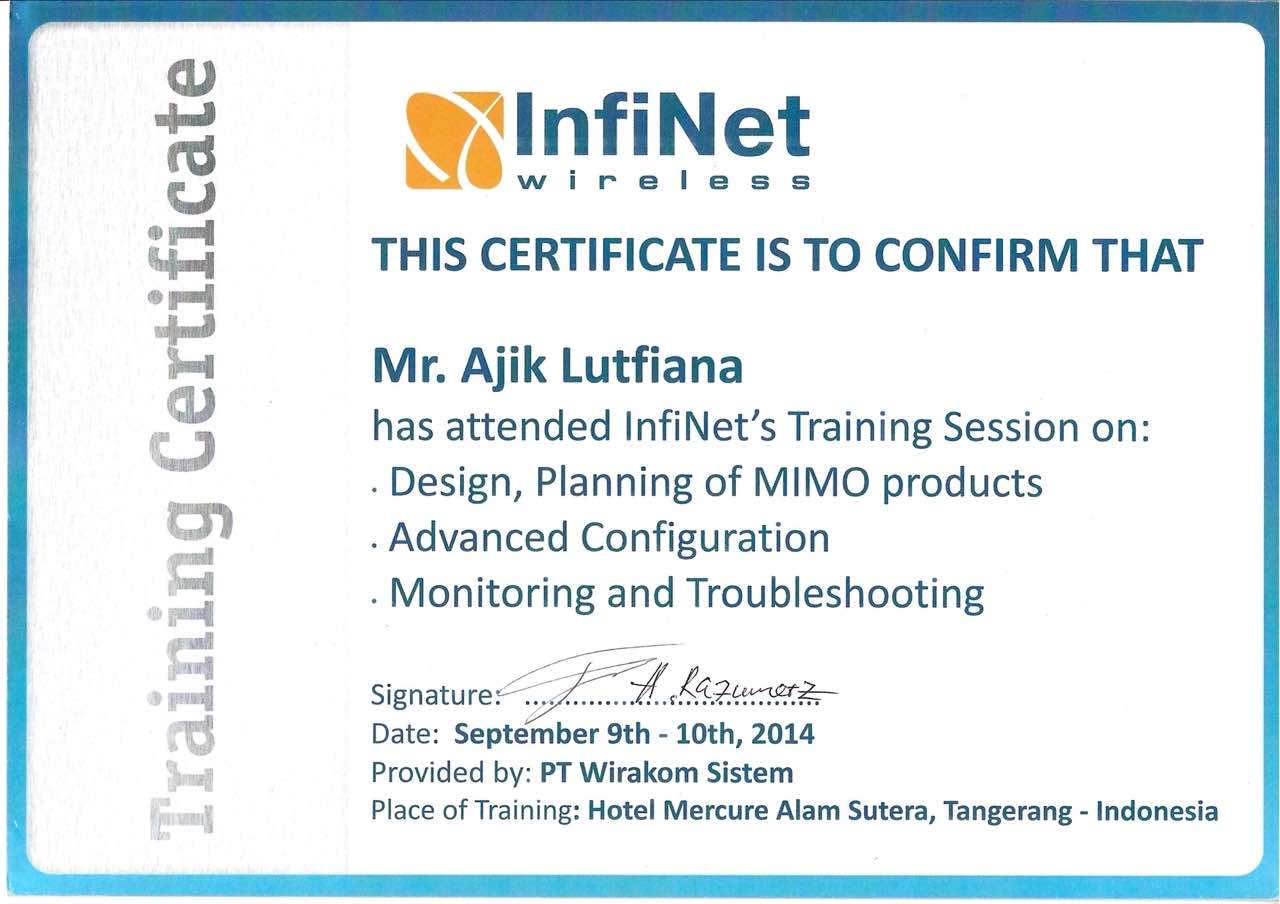 Training Certificate
InfiNet
wireless
THIS CERTIFICATE IS TO CONFIRM THAT
Mr. Ajik Lutfiana
has attended InfiNet’s Training Session on:
. Design, Planning of MIMO products
. Advanced Configuration
. Monitoring and Troubleshooting
Signature:
Date: September 9th - 10th, 2014
Provided by: PT Wirakom Sistem
Place of Training: Hotel Mercure Alam Sutera, Tangerang - Indonesia